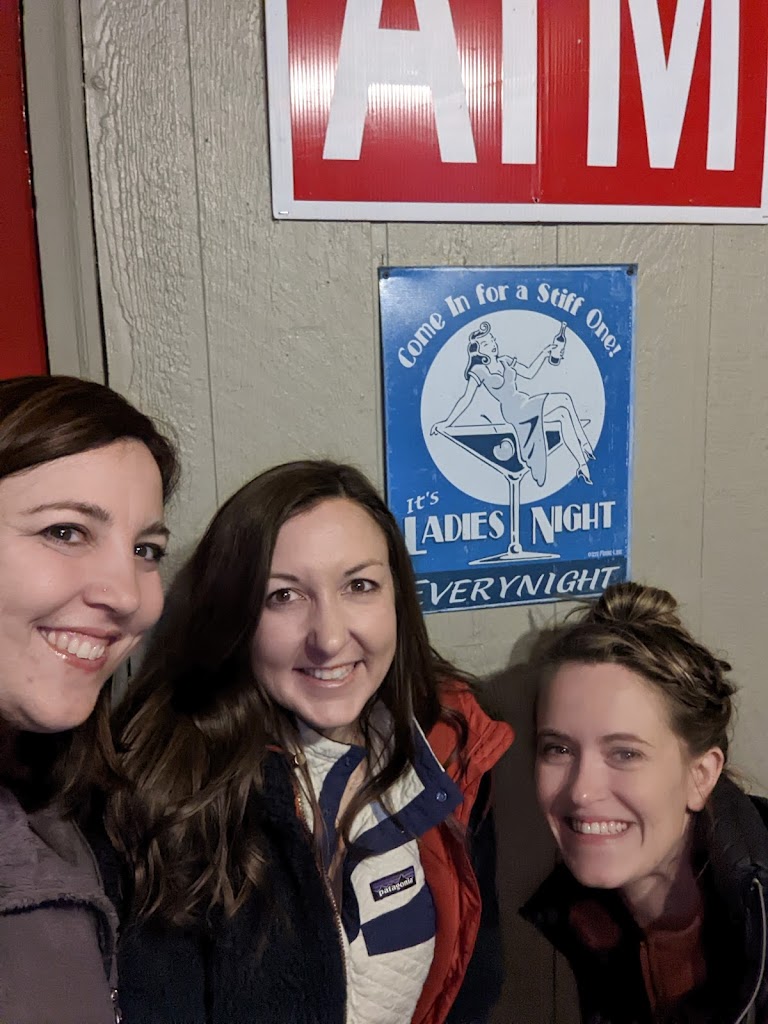 ATM
Come In for a Stiff One!
It's
LADIES NIGHT
EVERYNIGHT
patagonia